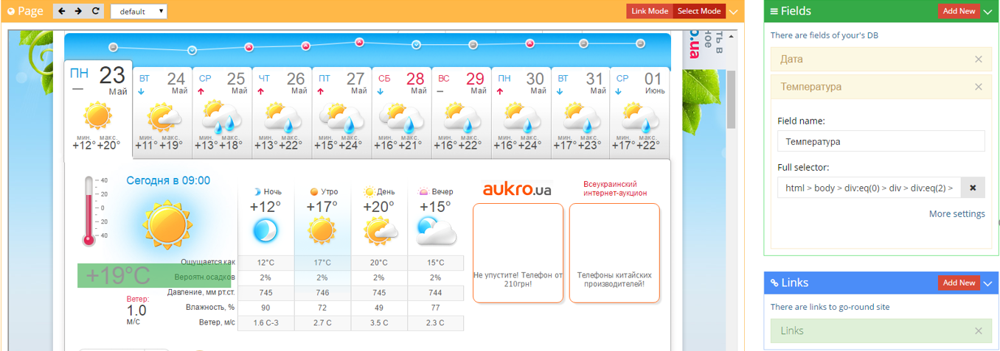 Page
default
Link Mode Select Mode
ть в
ное
o.ua
ПН 23 Май
ВТ 24 Май
СР 25 Май
ЧТ 26 Май
ПТ 27 Май
СБ 28 Май
ВС 29 Май
ПН 30 Май
ВТ 31 Май
СР 01 Июнь
мин. макс. мин. макс. мин. макс. мин. макс. мин. макс. мин. макс. мин. макс. мин. макс. мин. макс. мин. макс.
+12° +20° +11° +19° +13° +18° +13° +22° +15° +24° +16° +21° +16° +22° +16° +24° +17° +23° +17° +22°
40
20
0
20
40
Сегодня в 09:00
+19°C
Ветер:
1.0
м/с
Ночь Утро День Вечер
+12° +17° +20° +15°
Ощущается как 12°C 17°C 20°C 15°C
Вероятн.осадков 2% 2% 2% 2%
Давление, мм рт.ст. 745 746 745 744
Влажность, % 90 72 49 77
Ветер, м/с 1.6 С-З 2.7 С 3.5 С 2.3 С
aukro.ua
Всеукраинский
интернет-аукцион
Не упустите! Телефон от
210грн!
Телефоны китайских
производителей!
Fields
Add New
There are fields of your's DB
Дата
Температура
Field name:
Температура
Full selector:
html > body > div:eq(0) > div > div:eq(2) >
More settings
Links
Add New
There are links to go-round site
Links